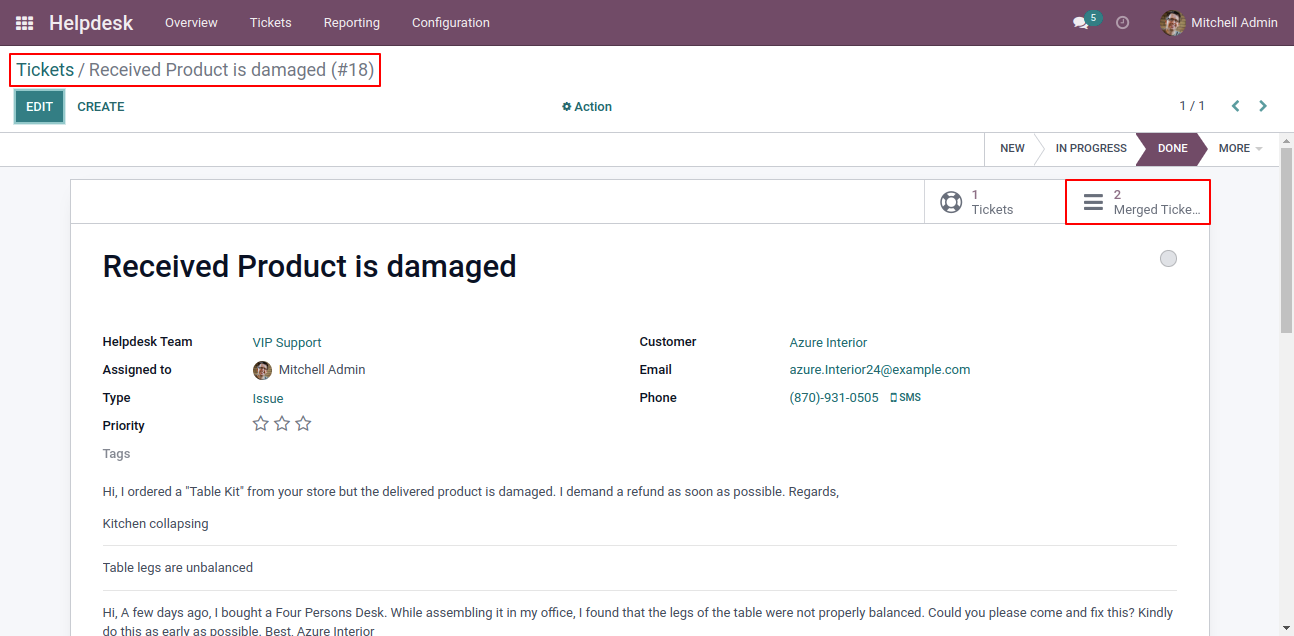 Helpdesk Overview Tickets Reporting Configuration 5 Mitchell Admin
Tickets / Received Product is damaged (#18)
EDIT CREATE Action 1 / 1
NEW IN PROGRESS DONE MORE
1 Tickets
2 Merged Ticke...
Received Product is damaged
Helpdesk Team VIP Support
Customer Azure Interior
Assigned to Mitchell Admin
Email azure.Interior24@example.com
Type Issue
Phone (870)-931-0505 SMS
Priority
Tags
Hi, I ordered a "Table Kit" from your store but the delivered product is damaged. I demand a refund as soon as possible. Regards,
Kitchen collapsing
Table legs are unbalanced
Hi, A few days ago, I bought a Four Persons Desk. While assembling it in my office, I found that the legs of the table were not properly balanced. Could you please come and fix this? Kindly
do this as early as possible. Best, Azure Interior